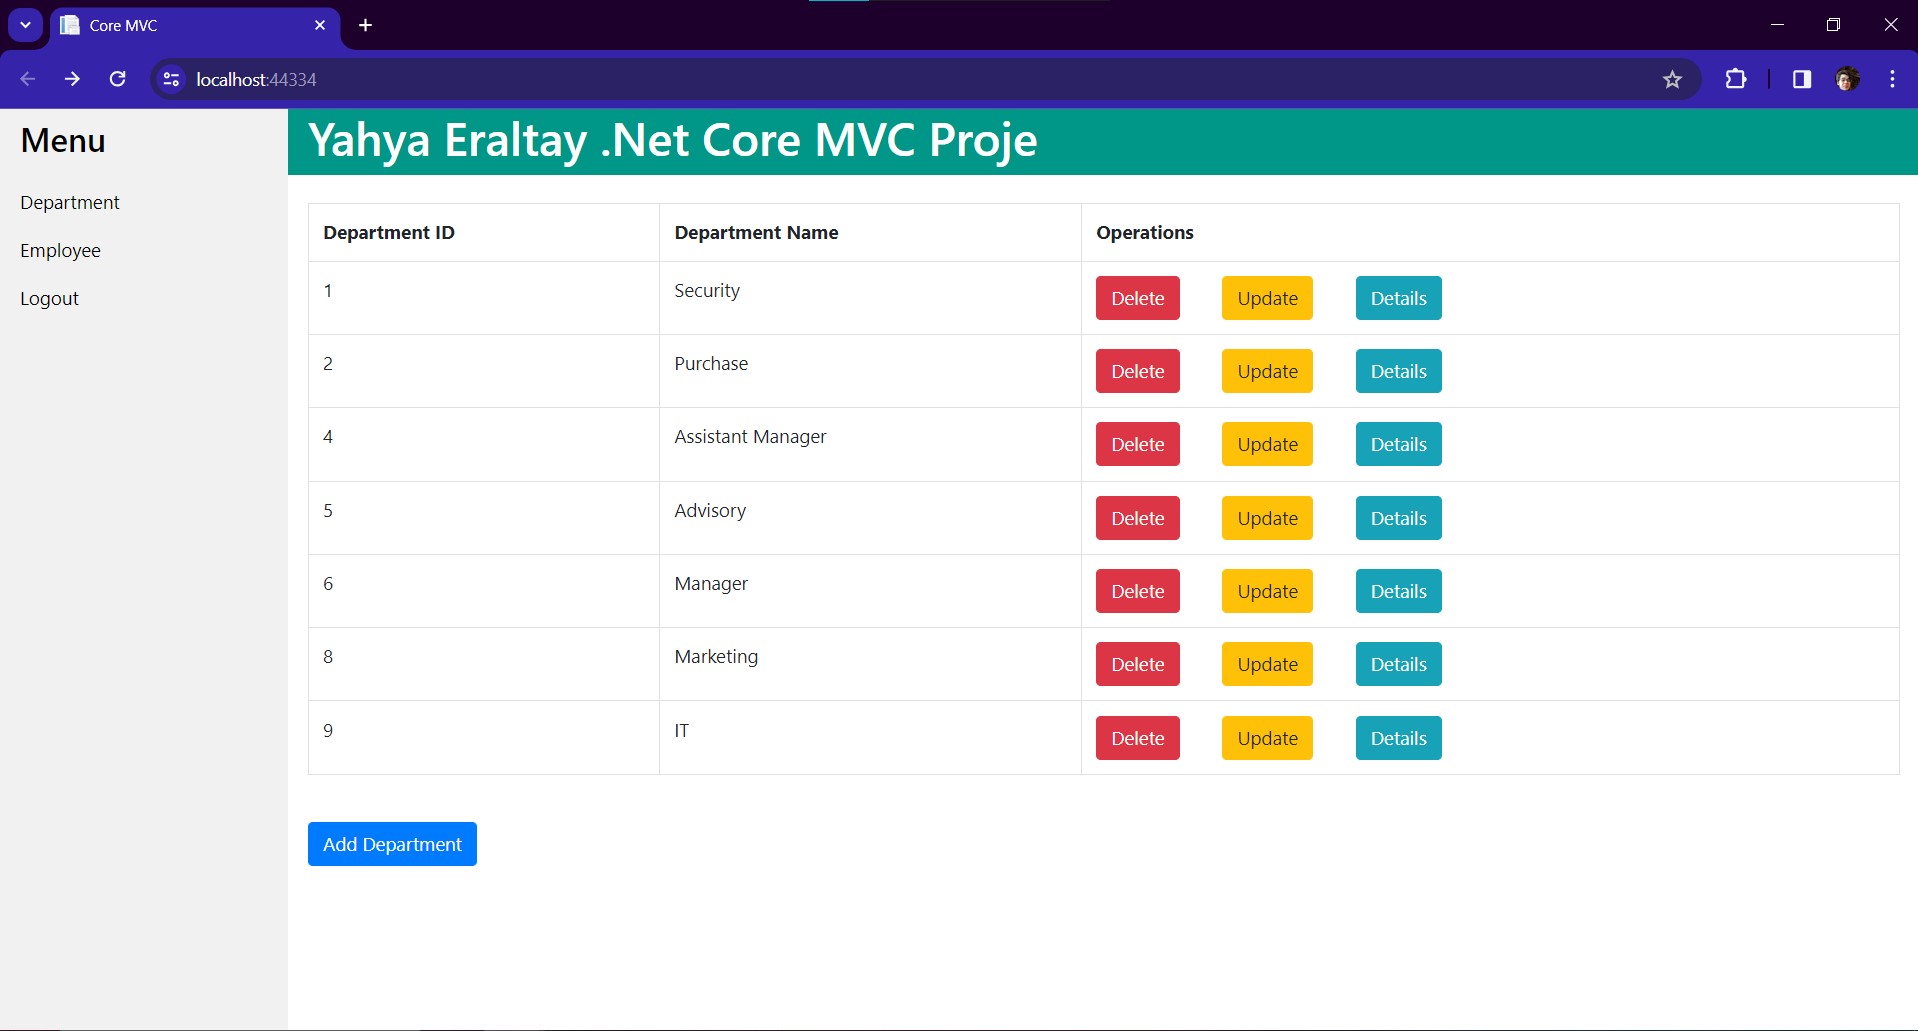 Core MVC
localhost:44334
Menu
Department
Employee
Logout
Yahya Eraltay .Net Core MVC Proje
Department ID Department Name Operations
1 Security Delete Update Details
2 Purchase Delete Update Details
4 Assistant Manager Delete Update Details
5 Advisory Delete Update Details
6 Manager Delete Update Details
8 Marketing Delete Update Details
9 IT Delete Update Details
Add Department